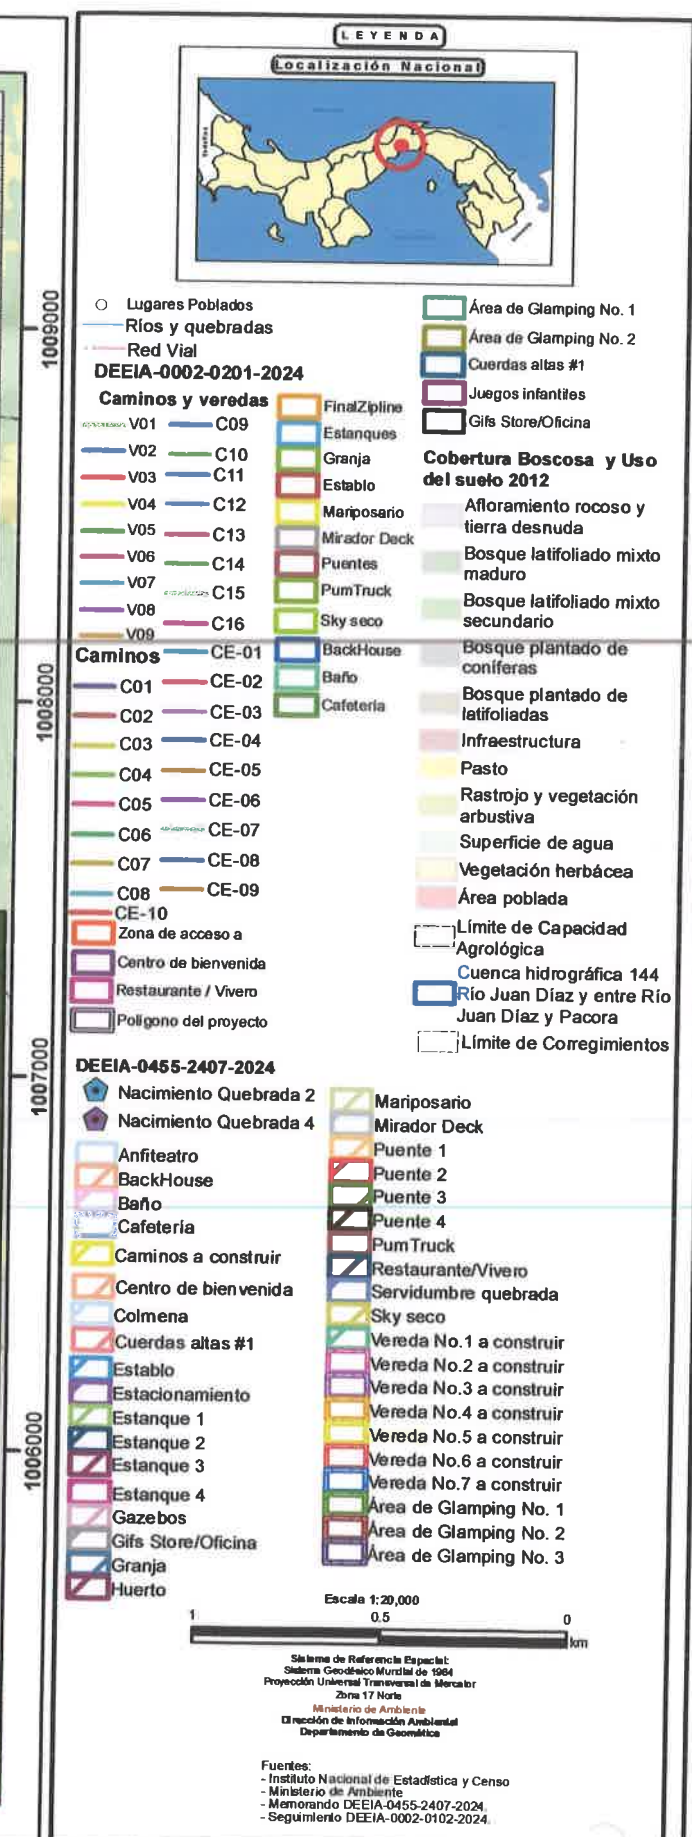 LEYENDA
Localización Nacional
Lugares Poblados
Ríos y quebradas
Red Vial
DEEIA-0002-0201-2024
Caminos y veredas
V01
V02
V03
V04
V05
V06
V07
V08
V09
C09
C10
C11
C12
C13
C14
C15
C16
Caminos
C01
C02
C03
C04
C05
C06
C07
C08
CE-10
CE-01
CE-02
CE-03
CE-04
CE-05
CE-06
CE-07
CE-08
CE-09
Zona de acceso a
Centro de bienvenida
Restaurante / Vivero
Poligono del proyecto
FinalZipline
Estanques
Granja
Establo
Mariposario
Mirador Deck
Puentes
PumTruck
Sky seco
BackHouse
Baño
Cafetería
Área de Glamping No. 1
Área de Glamping No. 2
Cuerdas altas #1
Juegos infantiles
Gifs Store/Oficina
Cobertura Boscosa y Uso
del suelo 2012
Afloramiento rocoso y
tierra desnuda
Bosque latifoliado mixto
maduro
Bosque latifoliado mixto
secundario
Bosque plantado de
coníferas
Bosque plantado de
latifoliadas
Infraestructura
Pasto
Rastrojo y vegetación
arbustiva
Superficie de agua
Vegetación herbácea
Área poblada
Límite de Capacidad
Agrológica
Cuenca hidrográfica 144
Río Juan Díaz y entre Río
Juan Díaz y Pacora
Límite de Corregimientos
DEEIA-0455-2407-2024
Nacimiento Quebrada 2
Nacimiento Quebrada 4
Anfiteatro
BackHouse
Baño
Cafetería
Caminos a construir
Centro de bienvenida
Colmena
Cuerdas altas #1
Establo
Estacionamiento
Estanque 1
Estanque 2
Estanque 3
Estanque 4
Gazebos
Gifs Store/Oficina
Granja
Huerto
Mariposario
Mirador Deck
Puente 1
Puente 2
Puente 3
Puente 4
PumTruck
Restaurante/Vivero
Servidumbre quebrada
Sky seco
Vereda No.1 a construir
Vereda No.2 a construir
Vereda No.3 a construir
Vereda No.4 a construir
Vereda No.5 a construir
Vereda No.6 a construir
Vereda No.7 a construir
Área de Glamping No. 1
Área de Glamping No. 2
Área de Glamping No. 3
Escala 1:20,000
1 0.5 0
km
Sistema de Referencia Espacial:
Sistema Geodésico Mundial de 1984
Proyección Universal Transversal de Mercator
Zona 17 Norte
Ministerio de Ambiente
Dirección de Información Ambiental
Departamento de Geomática
Fuentes:
- Instituto Nacional de Estadística y Censo
- Ministerio de Ambiente
- Memorando DEEIA-0455-2407-2024.
- Seguimiento DEEIA-0002-0102-2024.
1009000
1008000
1007000
1006000